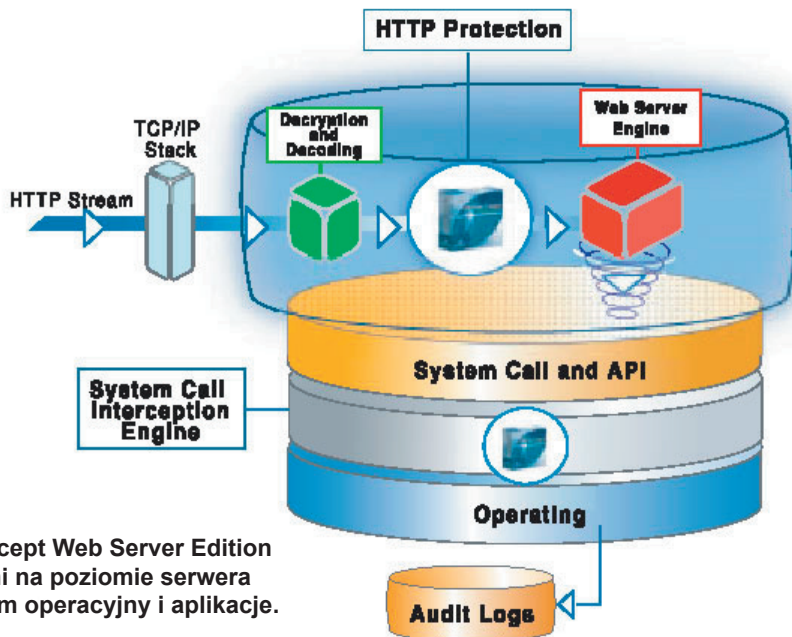 HTTP Protection
TCP/IP
Stack
Decryption
and
Decoding
Web Server
Engine
HTTP Stream
System Call and API
System Call
Interception
Engine
Operating
cept Web Server Edition
i na poziomie serwera
m operacyjny i aplikacje.
Audit Logs